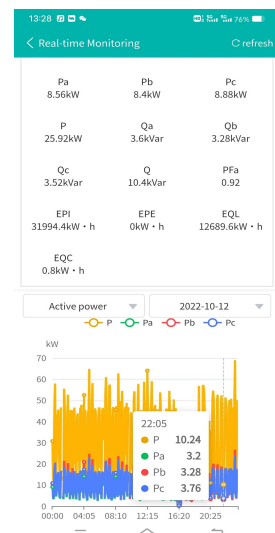 13:28 76%
Real-time Monitoring refresh
Pa Pb Pc
8.56kW 8.4kW 8.88kW
P Qa Qb
25.92kW 3.6kVar 3.28kVar
Qc Q PFa
3.52kVar 10.4kVar 0.92
EPI EPE EQL
31994.4kW·h 0kW·h 12689.6kW·h
EQC
0.8kW·h
Active power 2022-10-12
P Pa Pb Pc
kW
70
60
50
40
30
20
10
0
22:05
P 10.24
Pa 3.2
Pb 3.28
Pc 3.76
00:00 04:05 08:10 12:15 16:20 20:25